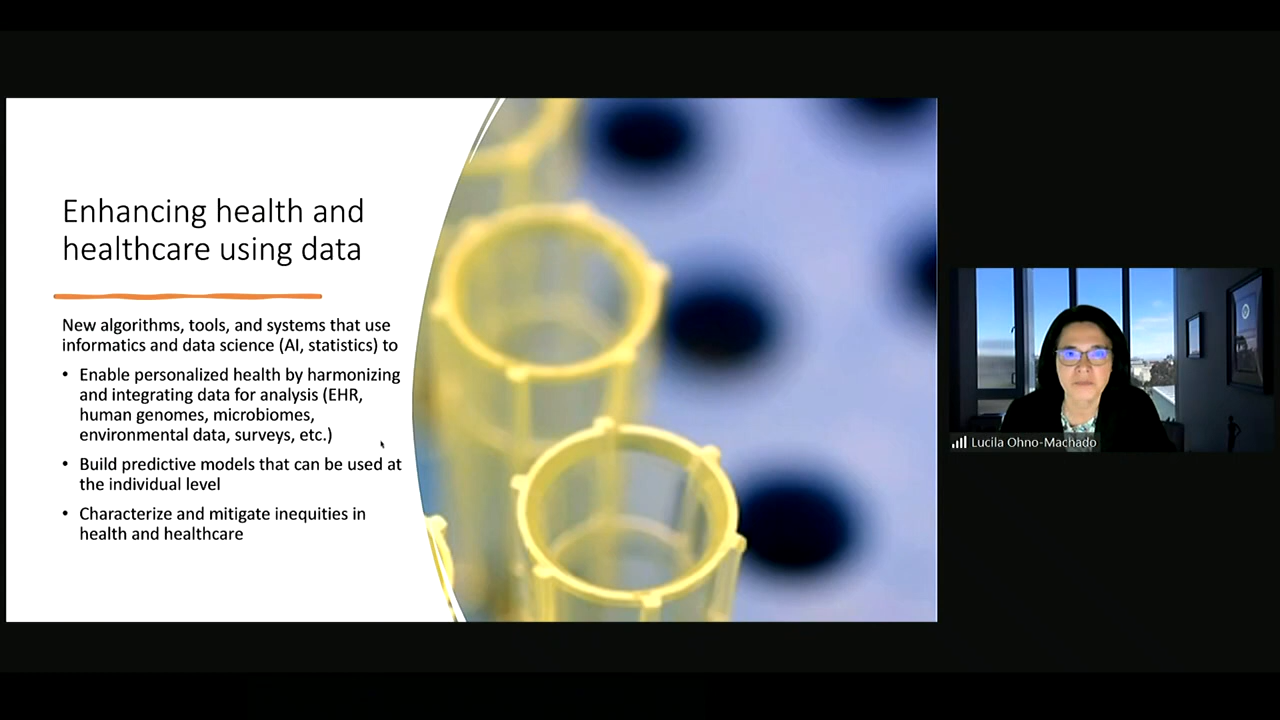 Enhancing health and
healthcare using data
New algorithms, tools, and systems that use
informatics and data science (AI, statistics) to
• Enable personalized health by harmonizing
and integrating data for analysis (EHR,
human genomes, microbiomes,
environmental data, surveys, etc.)
• Build predictive models that can be used at
the individual level
• Characterize and mitigate inequities in
health and healthcare
Lucila Ohno-Machado